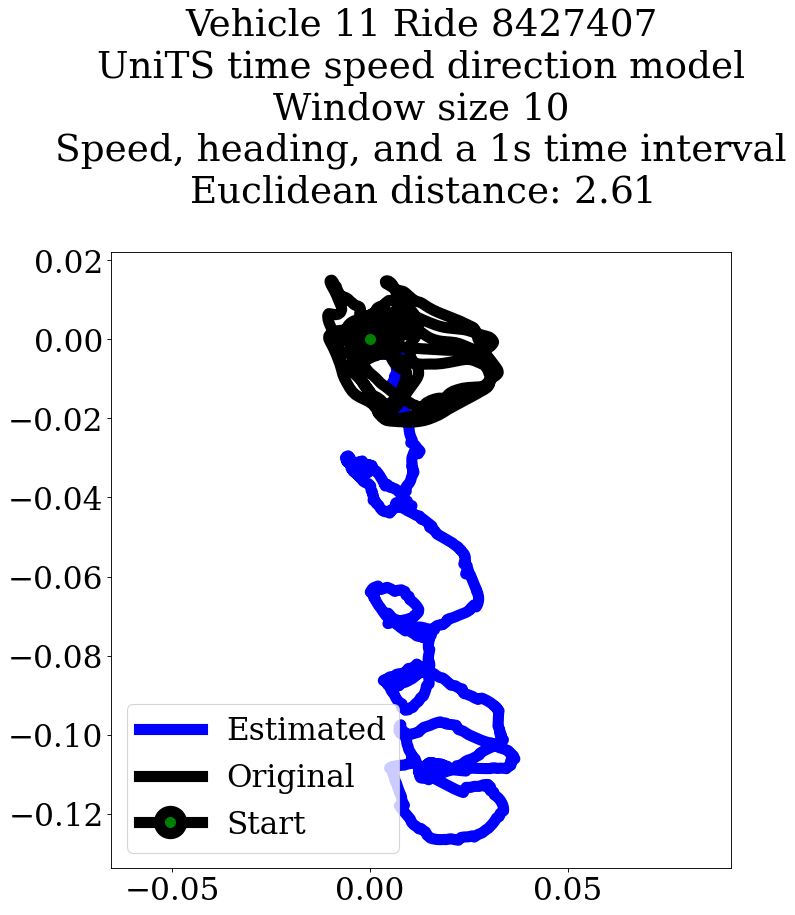 Vehicle 11 Ride 8427407
UniTS time speed direction model
Window size 10
Speed, heading, and a 1s time interval
Euclidean distance: 2.61
0.02
0.00
−0.02
−0.04
−0.06
−0.08
−0.10
−0.12
Estimated
Original
Start
−0.05
0.00
0.05